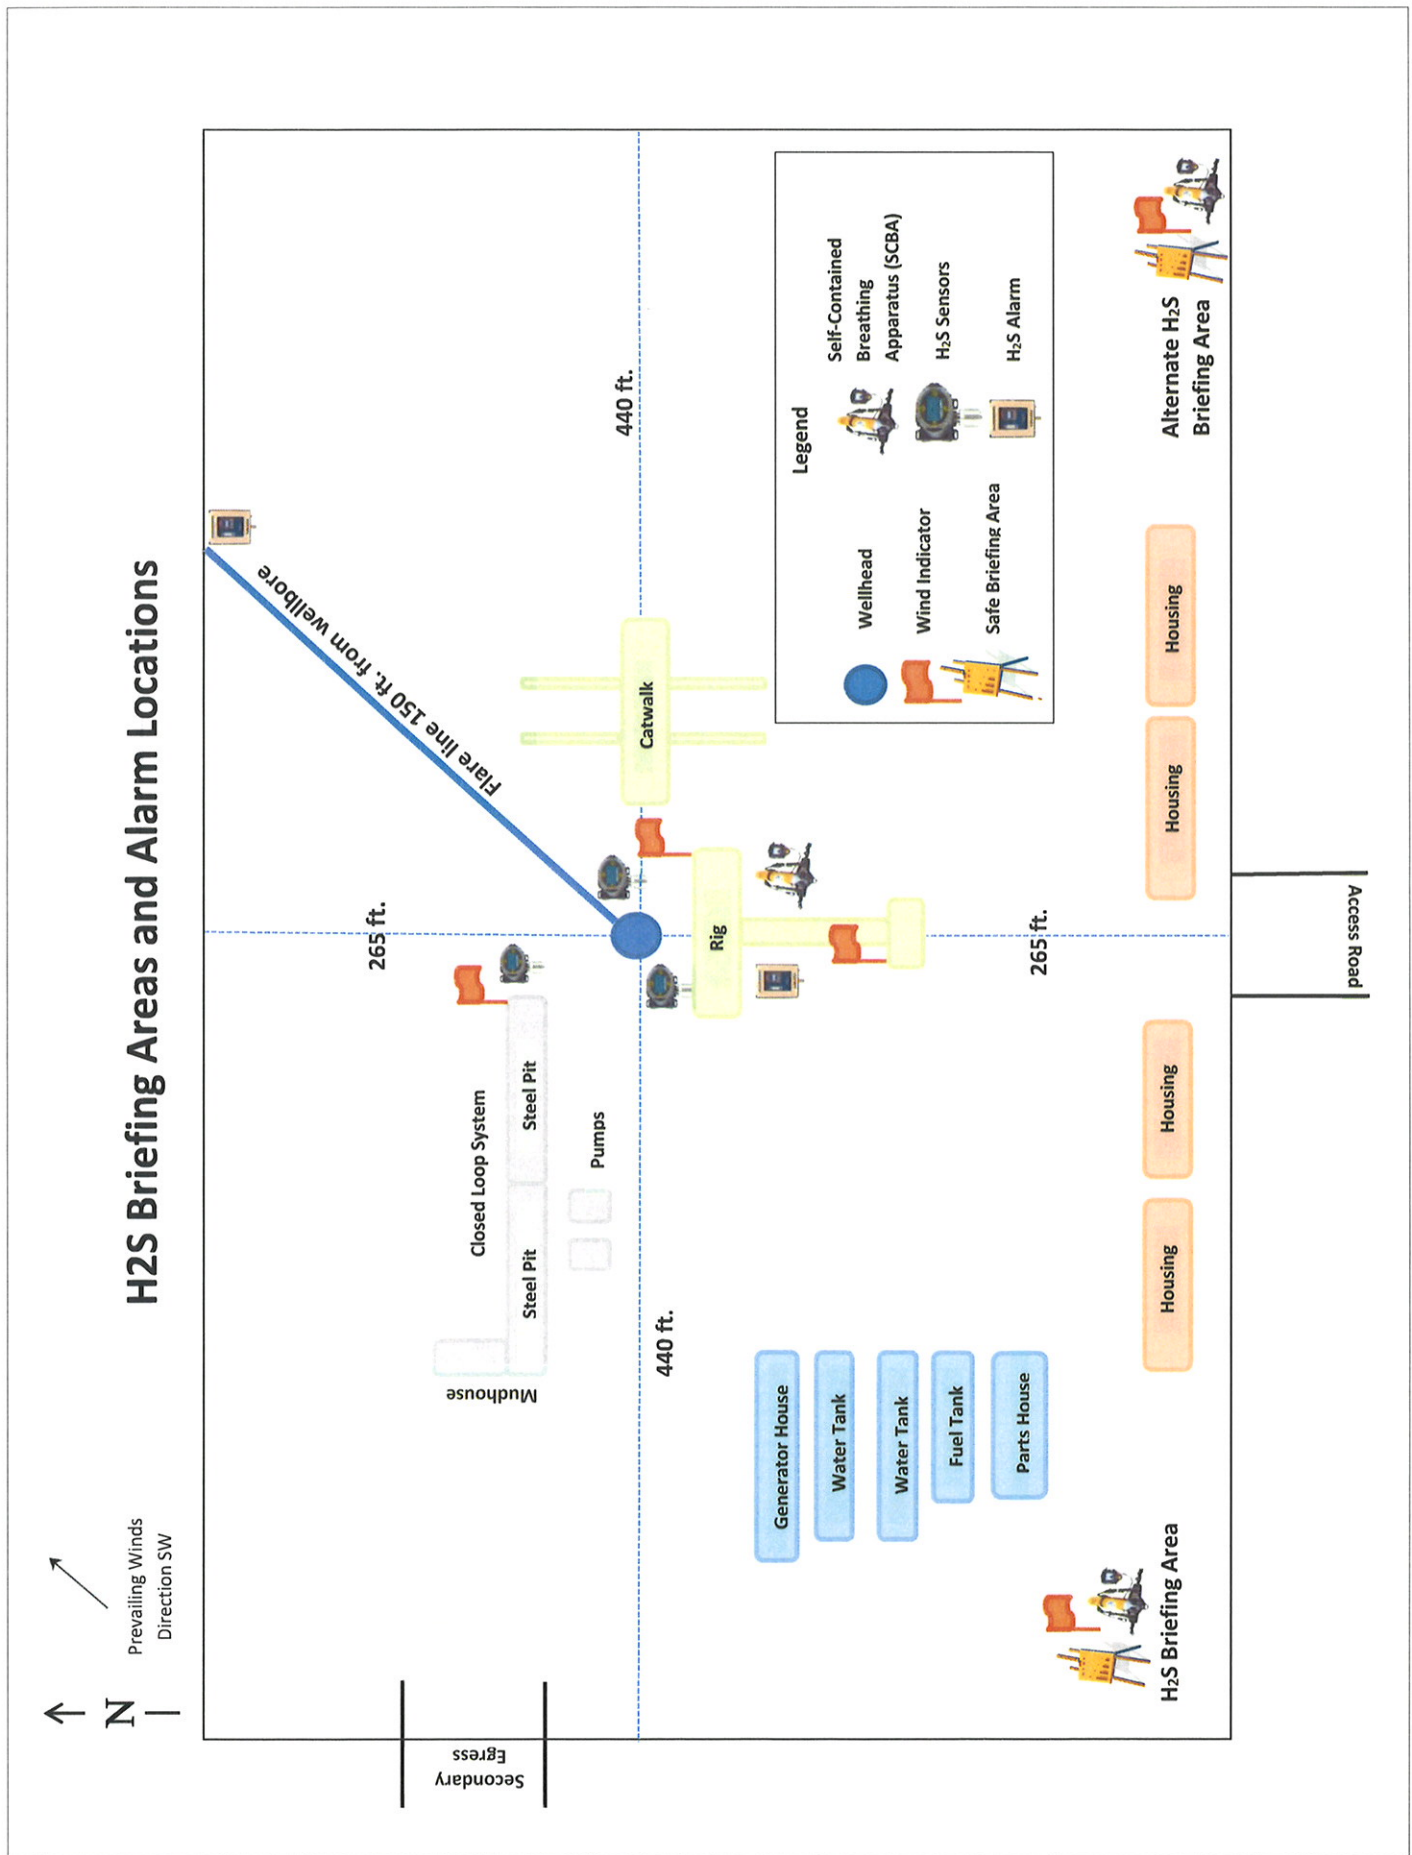 N
Prevailing Winds
Direction SW
H2S Briefing Areas and Alarm Locations
Flare line 150 ft. from wellbore
265 ft.
Secondary
Egress
Mudhouse
Closed Loop System
Steel Pit
Steel Pit
Pumps
440 ft.
440 ft.
Catwalk
Rig
Generator House
Water Tank
Water Tank
Fuel Tank
Parts House
265 ft.
Legend
Wellhead
Wind Indicator
Safe Briefing Area
Self-Contained
Breathing
Apparatus (SCBA)
H₂S Sensors
H₂S Alarm
H₂S Briefing Area
Housing
Housing
Housing
Housing
Alternate H₂S
Briefing Area
Access Road